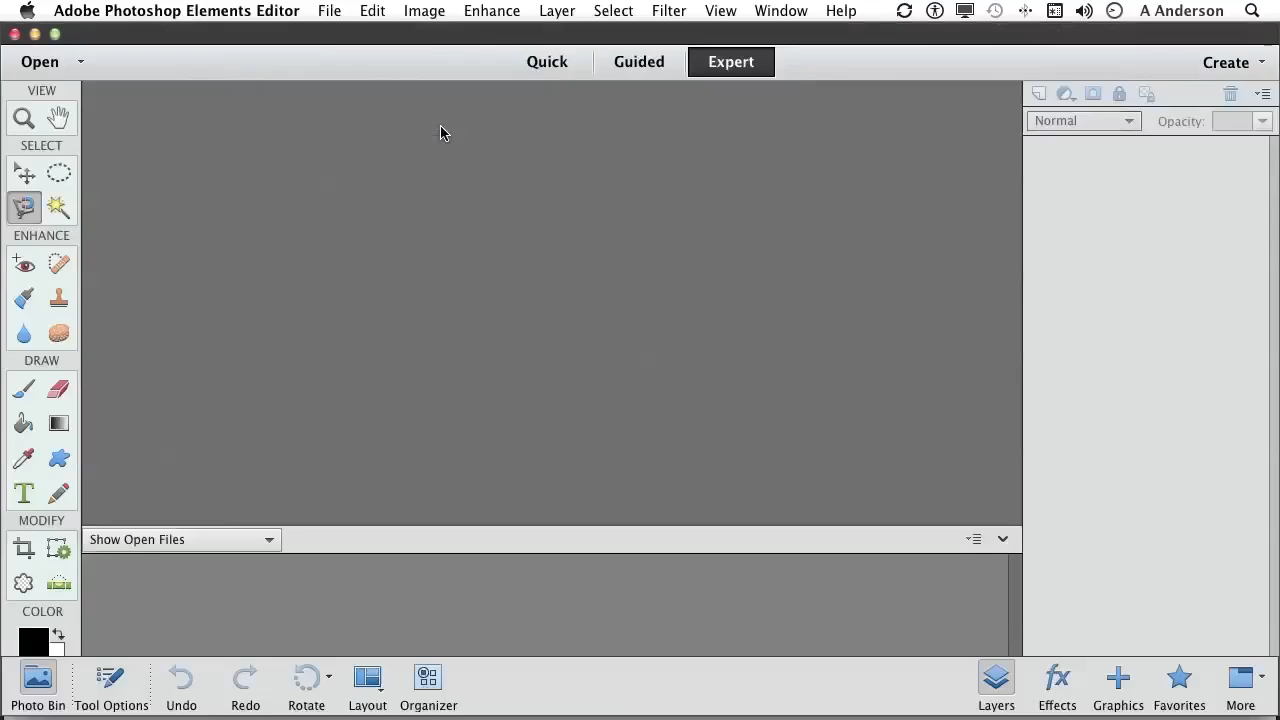 Adobe Photoshop Elements Editor File Edit Image Enhance Layer Select Filter View Window Help A Anderson
Open Quick Guided Expert Create
VIEW
Normal Opacity:
SELECT
ENHANCE
DRAW
T
MODIFY
Show Open Files
COLOR
fx
Photo Bin Tool Options Undo Redo Rotate Layout Organizer Layers Effects Graphics Favorites More